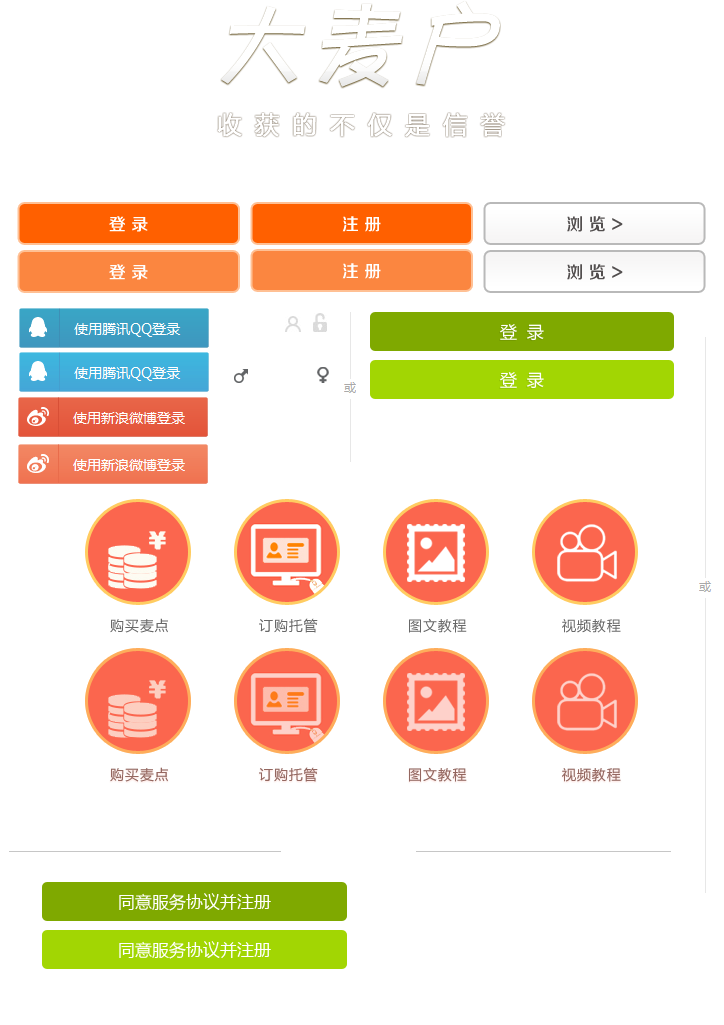 大麦户
收获的不仅是信誉
登录 注册 浏览 >
登录 注册 浏览 >
使用腾讯QQ登录
登录
使用腾讯QQ登录
登录
或
使用新浪微博登录
使用新浪微博登录
购买麦点 订购托管 图文教程 视频教程
或
购买麦点 订购托管 图文教程 视频教程
同意服务协议并注册
同意服务协议并注册